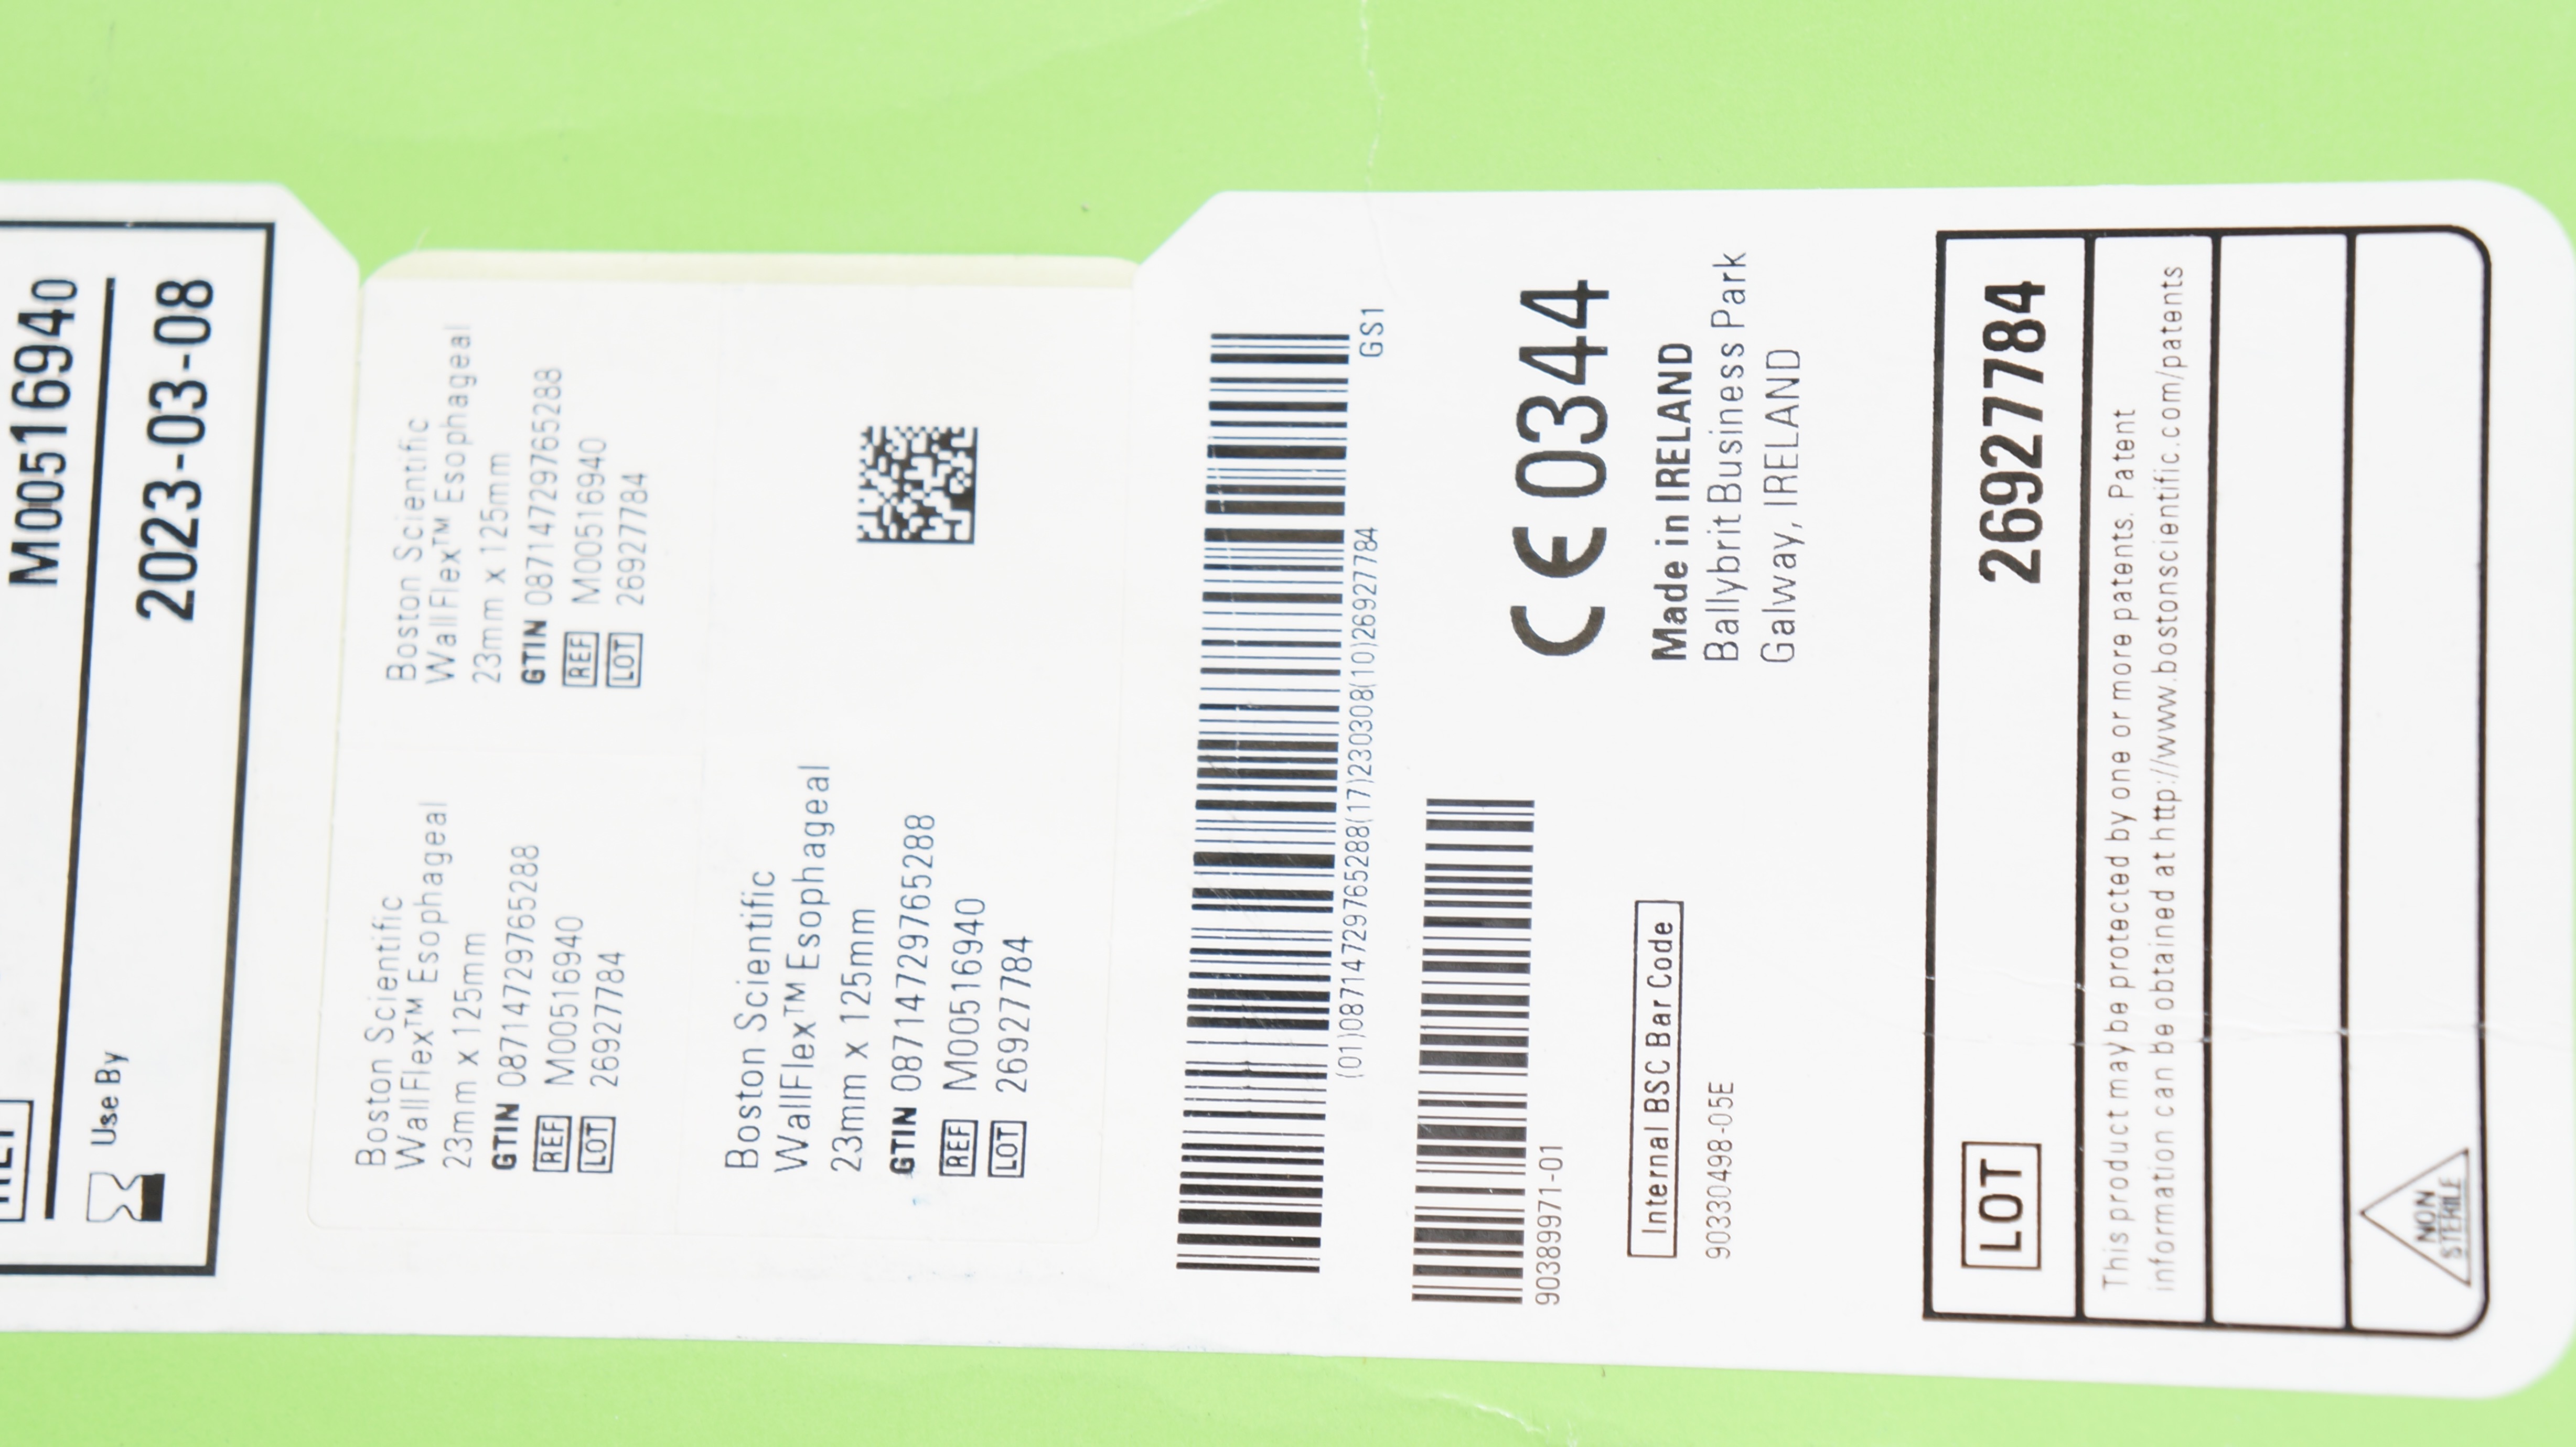 M00516940
Use By
2023-03-08
Boston Scientific
WallFlex™ Esophageal
23mm x 125mm
GTIN 08714729765288
REF M00516940
LOT 26927784
Boston Scientific
WallFlex™ Esophageal
23mm x 125mm
GTIN 08714729765288
REF M00516940
LOT 26927784
Boston Scientific
WallFlex™ Esophageal
23mm x 125mm
GTIN 08714729765288
REF M00516940
LOT 26927784
(01)08714729765288(17)230308(10)26927784
GS1
90389971-01
Internal BSC Bar Code
90330498-05E
CE 0344
Made in IRELAND
Ballybrit Business Park
Galway, IRELAND
LOT 26927784
This product may be protected by one or more patents. Patent
information can be obtained at http://www.bostonscientific.com/patents
NON
STERILE